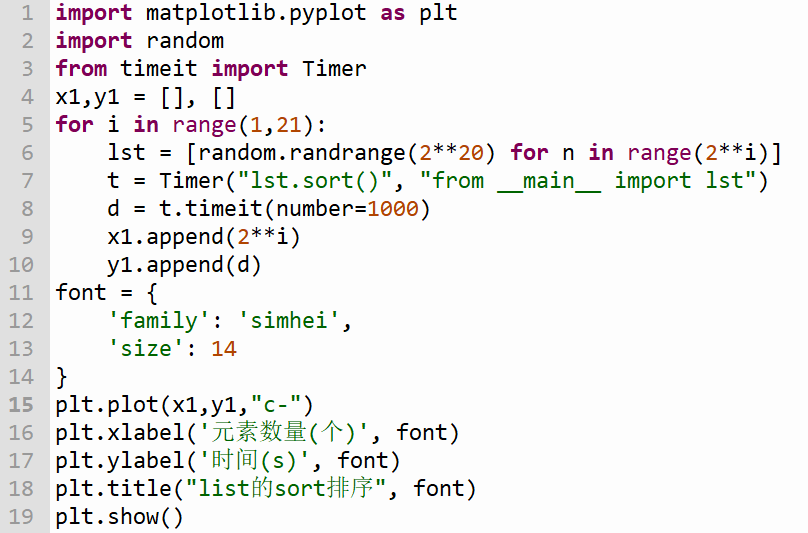 1 import matplotlib.pyplot as plt
2 import random
3 from timeit import Timer
4 x1,y1 = [], []
5 for i in range(1,21):
6     lst = [random.randrange(2**20) for n in range(2**i)]
7     t = Timer("lst.sort()", "from __main__ import lst")
8     d = t.timeit(number=1000)
9     x1.append(2**i)
10     y1.append(d)
11 font = {
12     'family': 'simhei',
13     'size': 14
14 }
15 plt.plot(x1,y1,"c-")
16 plt.xlabel('元素数量(个)', font)
17 plt.ylabel('时间(s)', font)
18 plt.title("list的sort排序", font)
19 plt.show()